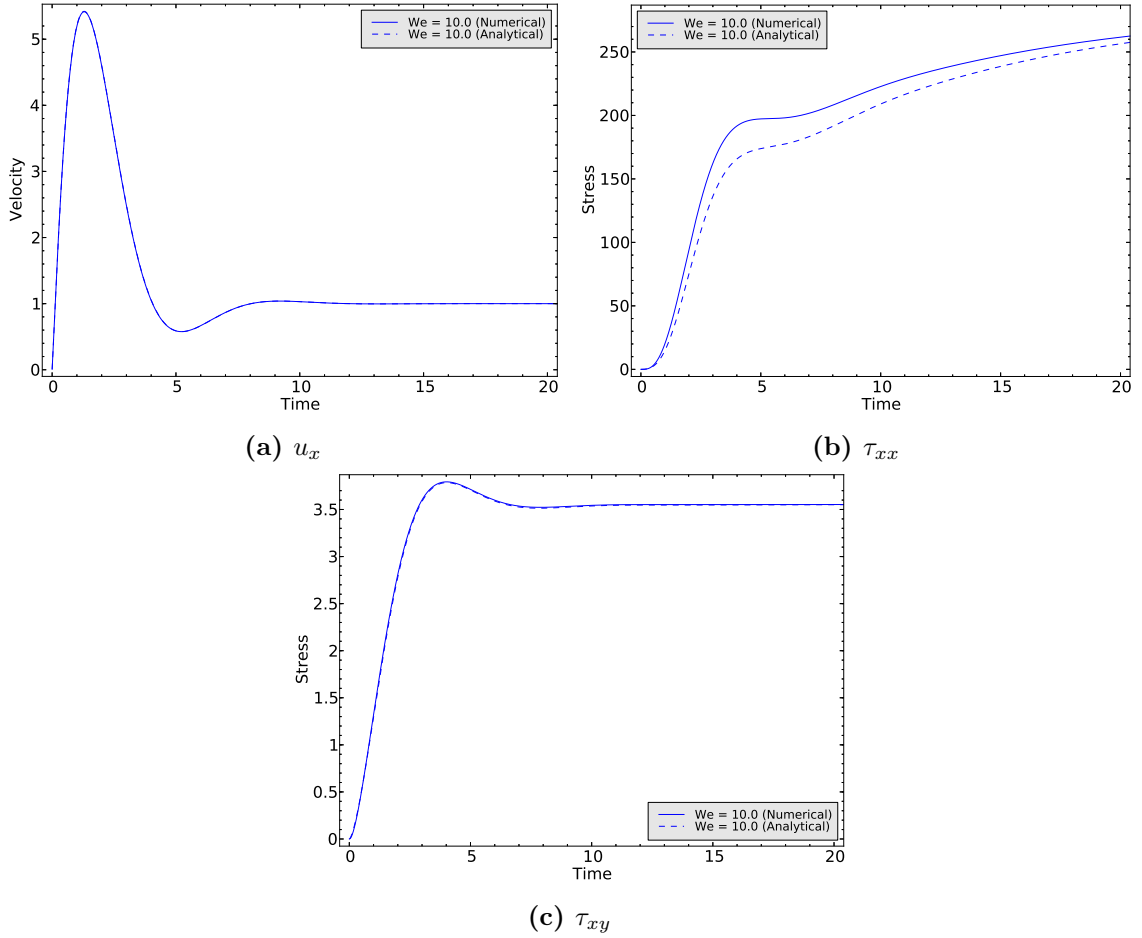 We = 10.0 (Numerical)
We = 10.0 (Analytical)
Velocity
5
4
3
2
1
0
0 5 10 15 20
Time
(a) u_x
We = 10.0 (Numerical)
We = 10.0 (Analytical)
Stress
250
200
150
100
50
0
0 5 10 15 20
Time
(b) τ_xx
Stress
3.5
3
2.5
2
1.5
1
0.5
0
We = 10.0 (Numerical)
We = 10.0 (Analytical)
0 5 10 15 20
Time
(c) τ_xy